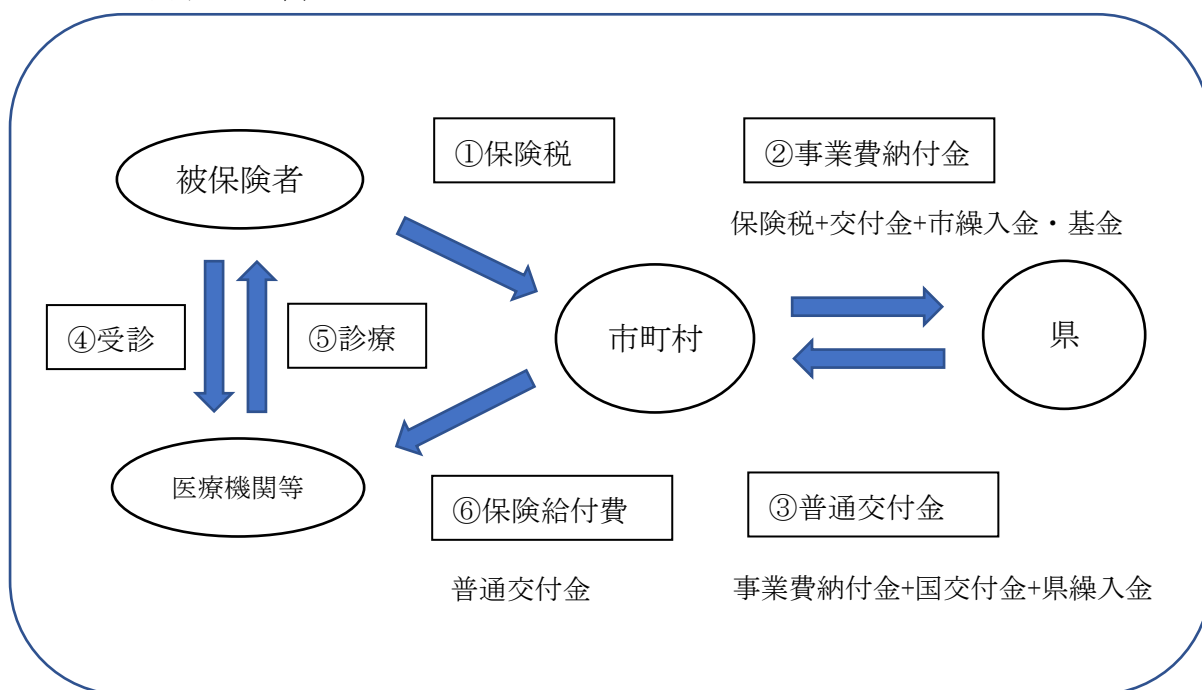 ①保険税
②事業費納付金
被保険者
保険税+交付金+市繰入金・基金
④受診
⑤診療
市町村
県
医療機関等
⑥保険給付費
③普通交付金
普通交付金
事業費納付金+国交付金+県繰入金